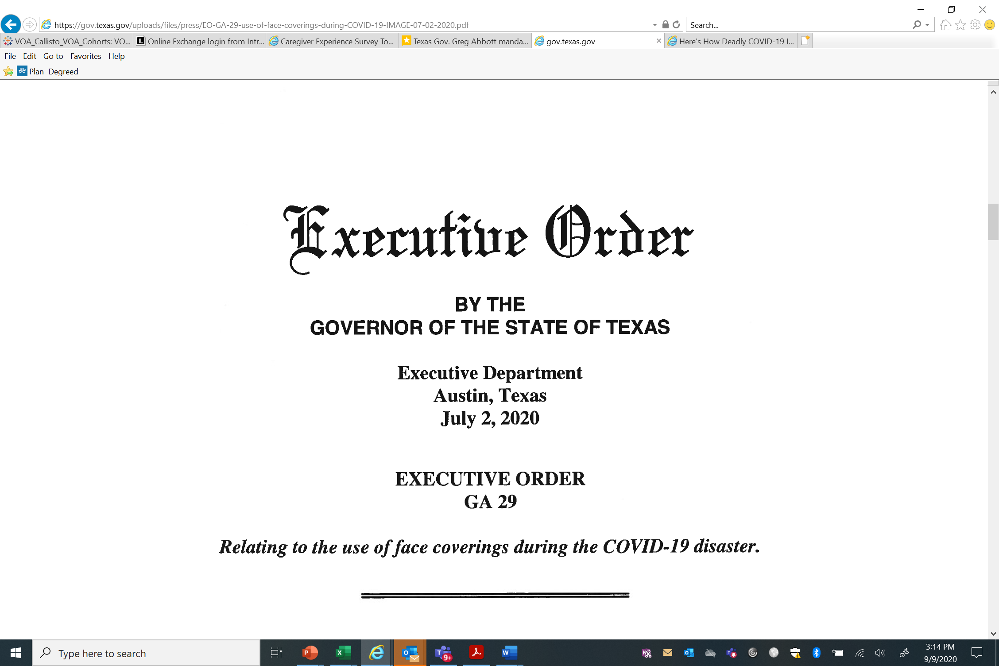 https://gov.texas.gov/uploads/files/press/EO-GA-29-use-of-face-coverings-during-COVID-19-IMAGE-07-02-2020.pdf
Search...
VOA_Callisto_VOA_Cohorts: VO...
IL Online Exchange login from Intr...
Caregiver Experience Survey To...
Texas Gov. Greg Abbott manda...
gov.texas.gov
Here's How Deadly COVID-19 I...
File Edit Go to Favorites Help
Plan Degreed
Executive Order
BY THE
GOVERNOR OF THE STATE OF TEXAS
Executive Department
Austin, Texas
July 2, 2020
EXECUTIVE ORDER
GA 29
Relating to the use of face coverings during the COVID-19 disaster.
Type here to search
9+
3:14 PM
9/9/2020